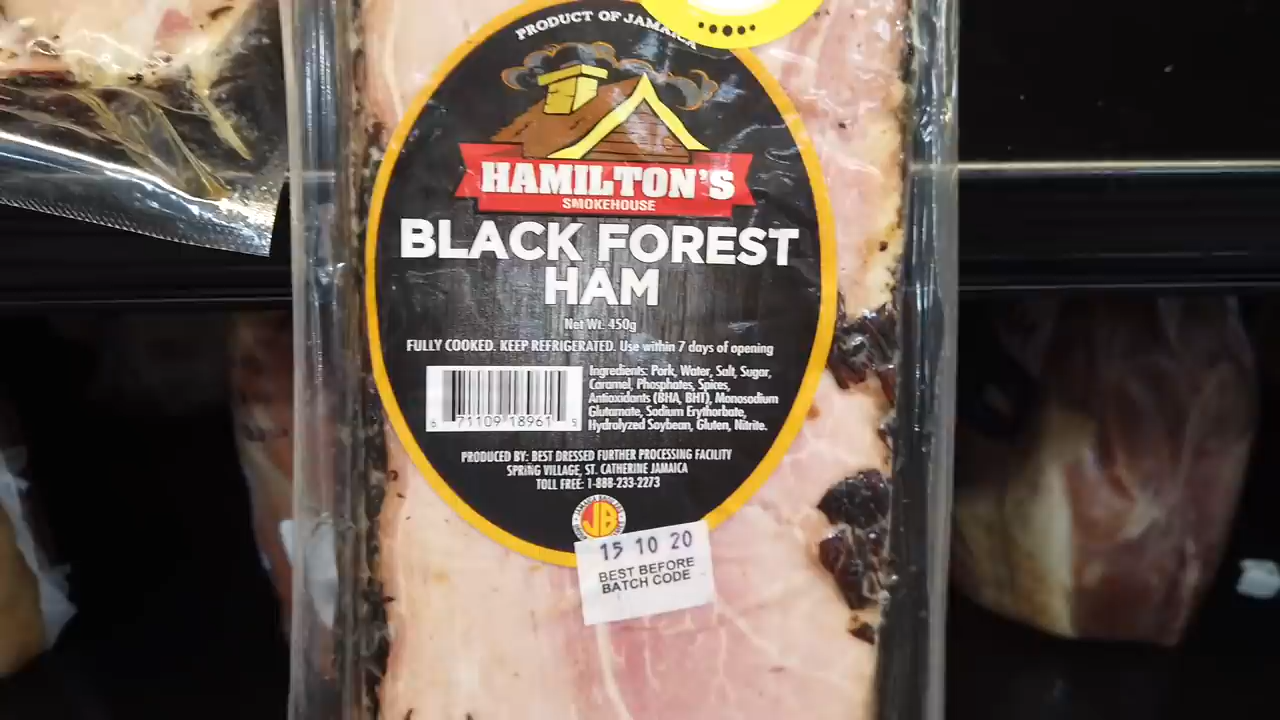 PRODUCT OF JAMAICA
HAMILTON'S
SMOKEHOUSE
BLACK FOREST
HAM
Net Wt. 450g
FULLY COOKED. KEEP REFRIGERATED. Use within 7 days of opening
Ingredients: Pork, Water, Salt, Sugar,
Caramel, Phosphates, Spices,
Antioxidants (BHA, BHT), Monosodium
Glutamate, Sodium Erythorbate,
Hydrolyzed Soybean, Gluten, Nitrite.
6 71109 18961 9
PRODUCED BY: BEST DRESSED FURTHER PROCESSING FACILITY
SPRING VILLAGE, ST. CATHERINE JAMAICA
TOLL FREE: 1-888-233-2273
JB
15 10 20
BEST BEFORE
BATCH CODE